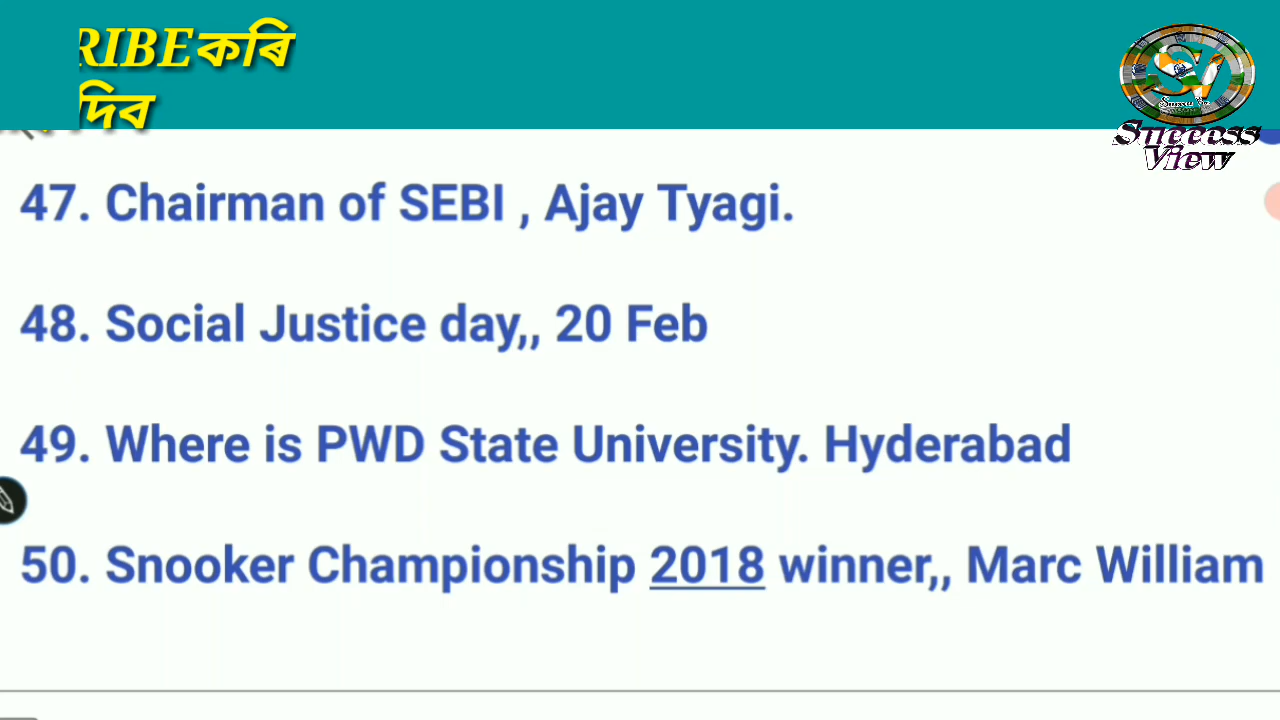 RIBEকৰি
দিব
Success
View
47. Chairman of SEBI , Ajay Tyagi.
48. Social Justice day,, 20 Feb
49. Where is PWD State University. Hyderabad
50. Snooker Championship 2018 winner,, Marc William